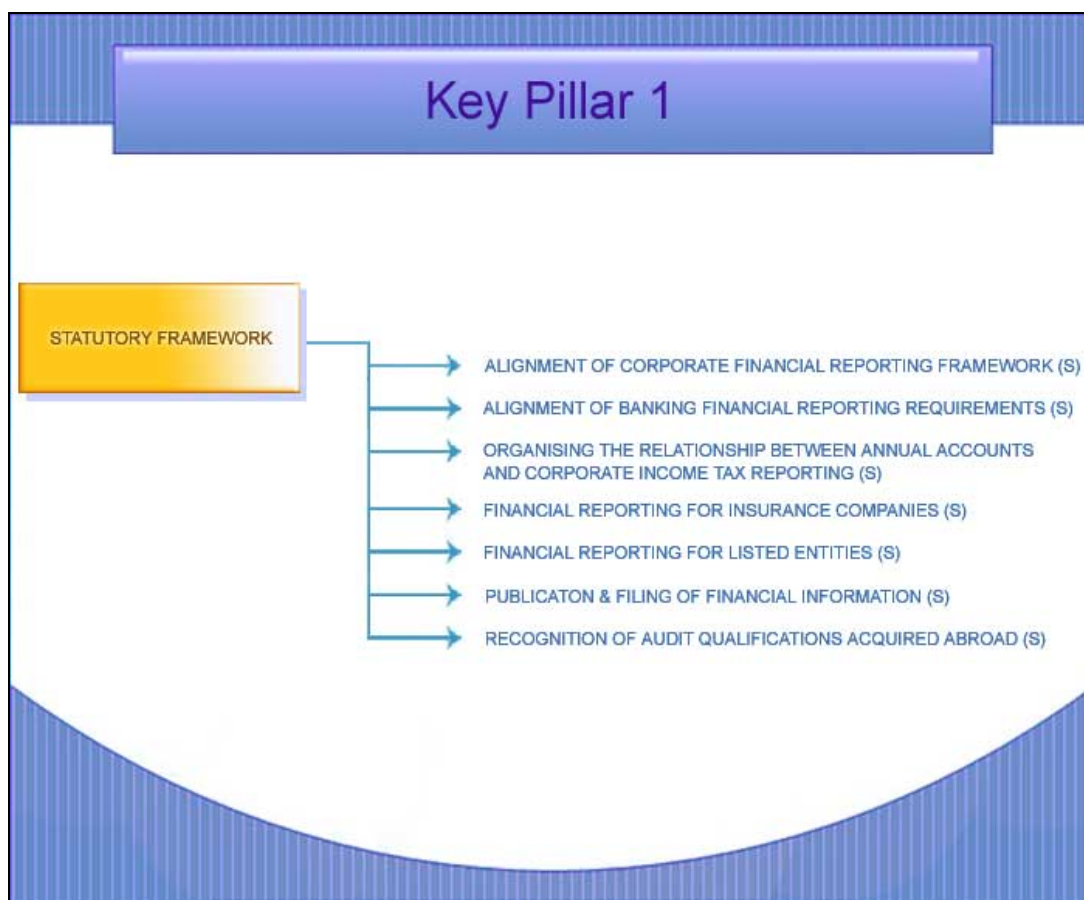 Key Pillar 1
STATUTORY FRAMEWORK
ALIGNMENT OF CORPORATE FINANCIAL REPORTING FRAMEWORK (S)
ALIGNMENT OF BANKING FINANCIAL REPORTING REQUIREMENTS (S)
ORGANISING THE RELATIONSHIP BETWEEN ANNUAL ACCOUNTS
AND CORPORATE INCOME TAX REPORTING (S)
FINANCIAL REPORTING FOR INSURANCE COMPANIES (S)
FINANCIAL REPORTING FOR LISTED ENTITIES (S)
PUBLICATON & FILING OF FINANCIAL INFORMATION (S)
RECOGNITION OF AUDIT QUALIFICATIONS ACQUIRED ABROAD (S)